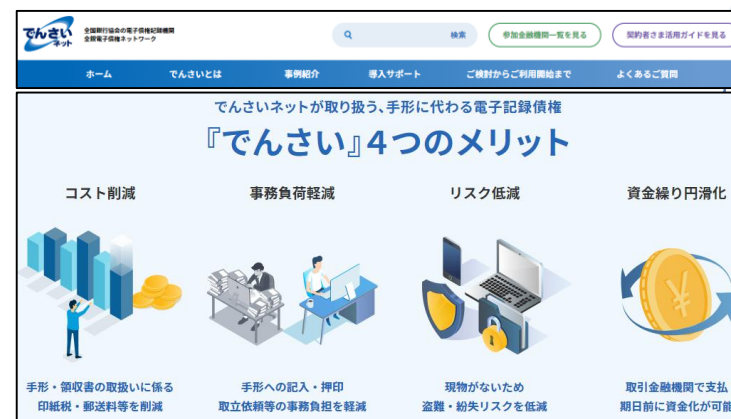 でんさい
ネット
全国銀行協会の電子債権記録機関
全銀電子債権ネットワーク
検索
参加金融機関一覧を見る
契約者さま活用ガイドを見る
ホーム
でんさいとは
事例紹介
導入サポート
ご検討からご利用開始まで
よくあるご質問
でんさいネットが取り扱う、手形に代わる電子記録債権
『でんさい』4つのメリット
コスト削減
事務負荷軽減
リスク低減
資金繰り円滑化
手形・領収書の取扱いに係る
印紙税・郵送料等を削減
手形への記入・押印
取立依頼等の事務負担を軽減
現物がないため
盗難・紛失リスクを低減
取引金融機関で支払
期日前に資金化が可能